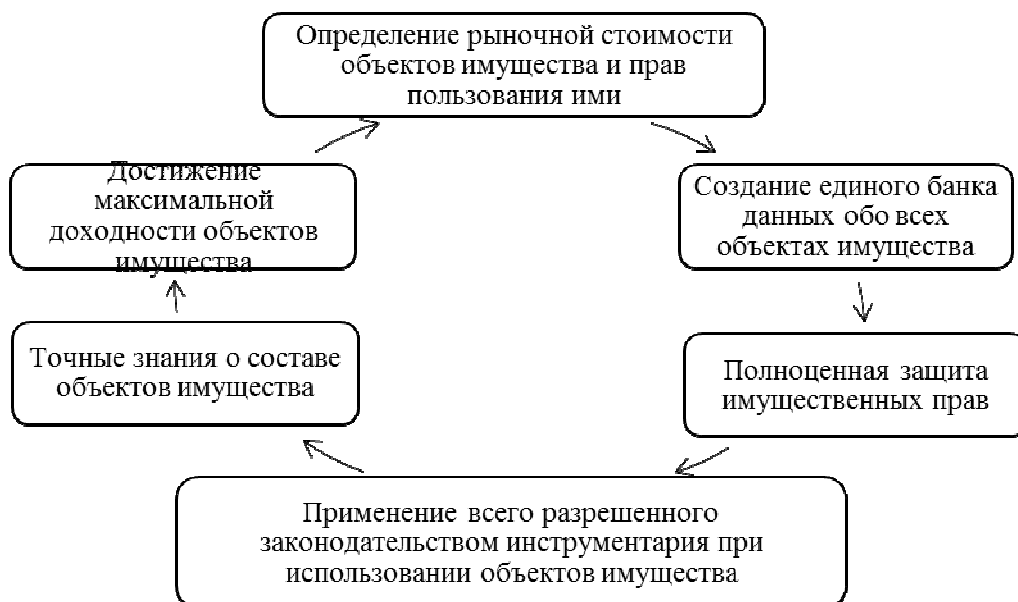 Определение рыночной стоимости
объектов имущества и прав
пользования ими
Создание единого банка
данных обо всех
объектах имущества
Полноценная защита
имущественных прав
Применение всего разрешенного
законодательством инструментария при
использовании объектов имущества
Точные знания о составе
объектов имущества
Достижение
максимальной
доходности объектов
имущества